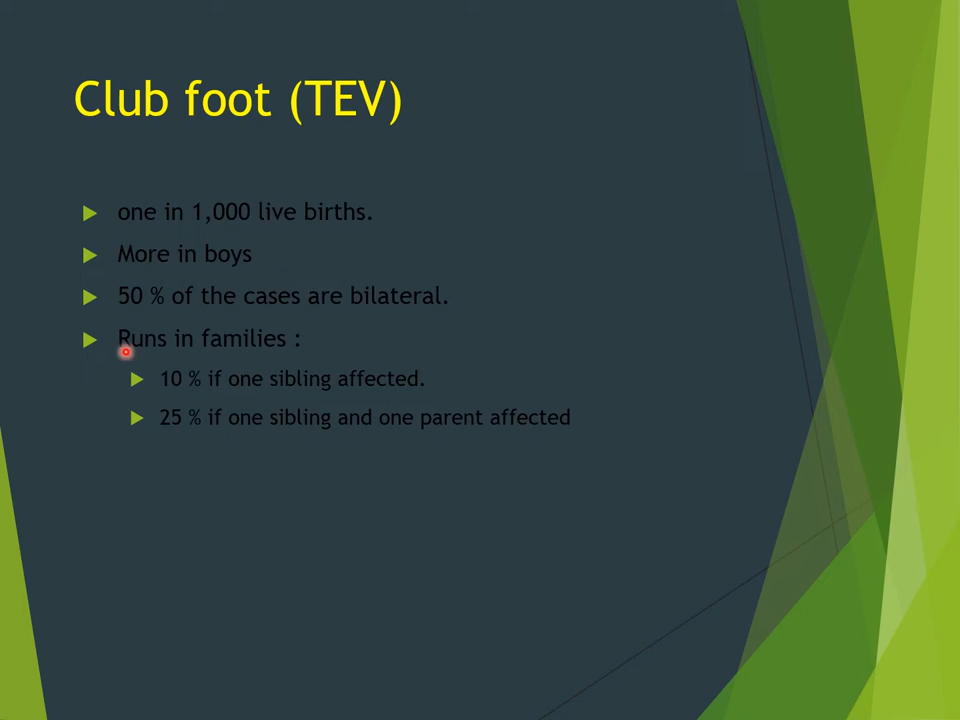 Club foot (TEV)
one in 1,000 live births.
More in boys
50 % of the cases are bilateral.
Runs in families :
10 % if one sibling affected.
25 % if one sibling and one parent affected